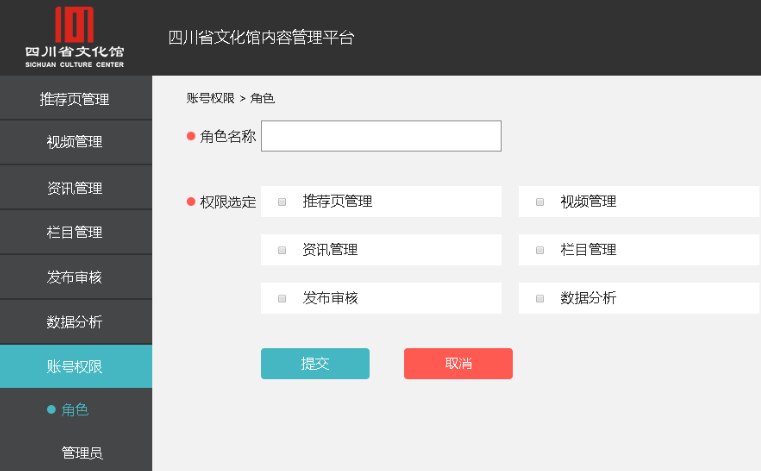 四川省文化馆
SICHUAN CULTURE CENTER
四川省文化馆内容管理平台
推荐页管理
视频管理
资讯管理
栏目管理
发布审核
数据分析
账号权限
角色
管理员
账号权限 > 角色
角色名称
权限选定
推荐页管理
视频管理
资讯管理
栏目管理
发布审核
数据分析
提交
取消